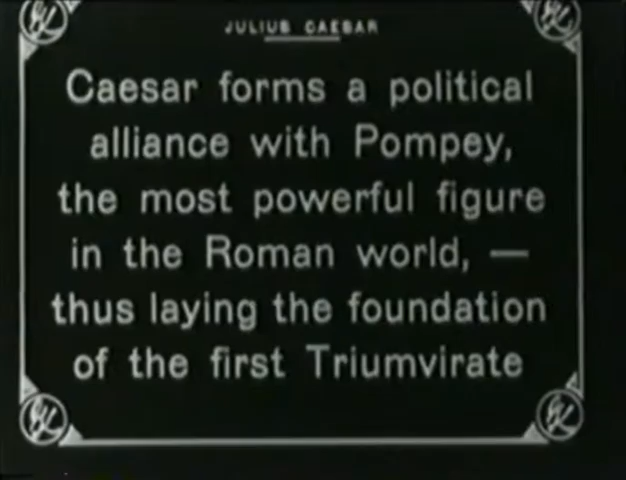 JULIUS CAESAR
Caesar forms a political
alliance with Pompey,
the most powerful figure
in the Roman world, —
thus laying the foundation
of the first Triumvirate